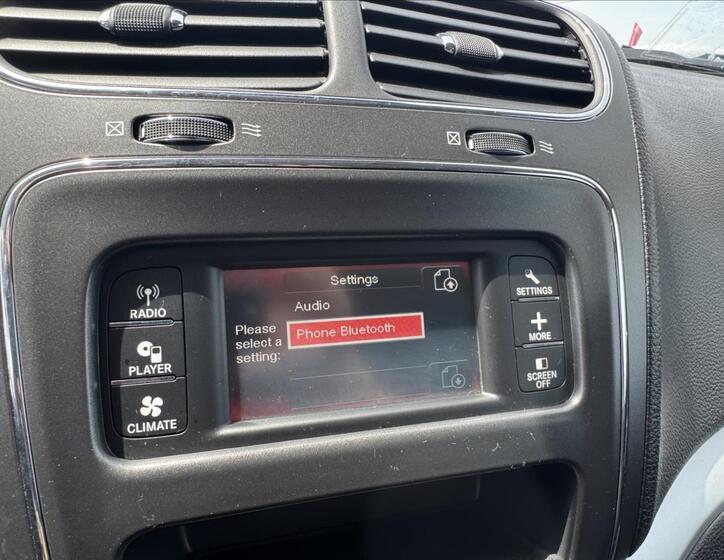 Settings
Audio
Phone Bluetooth
Please
select a
setting:
RADIO
PLAYER
CLIMATE
SETTINGS
MORE
SCREEN
OFF